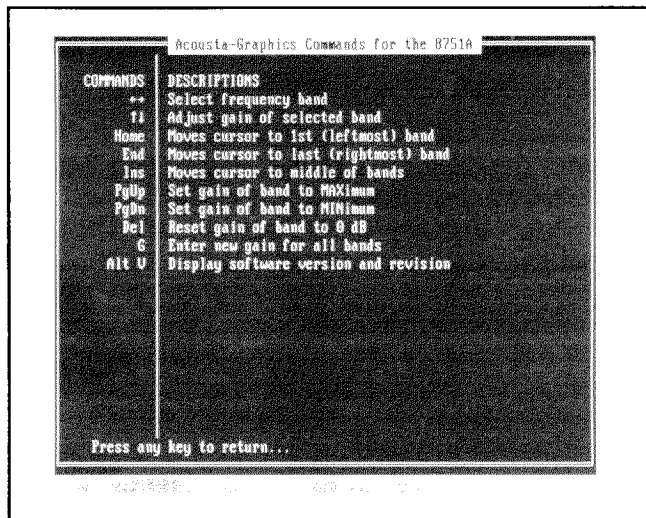 Acousta-Graphics Commands for the 8751A
COMMANDS DESCRIPTIONS
↔ Select frequency band
↑↓ Adjust gain of selected band
Home Moves cursor to 1st (leftmost) band
End Moves cursor to last (rightmost) band
Ins Moves cursor to middle of bands
PgUp Set gain of band to MAXimum
PgDn Set gain of band to MINimum
Del Reset gain of band to 0 dB
G Enter new gain for all bands
Alt V Display software version and revision
Press any key to return...